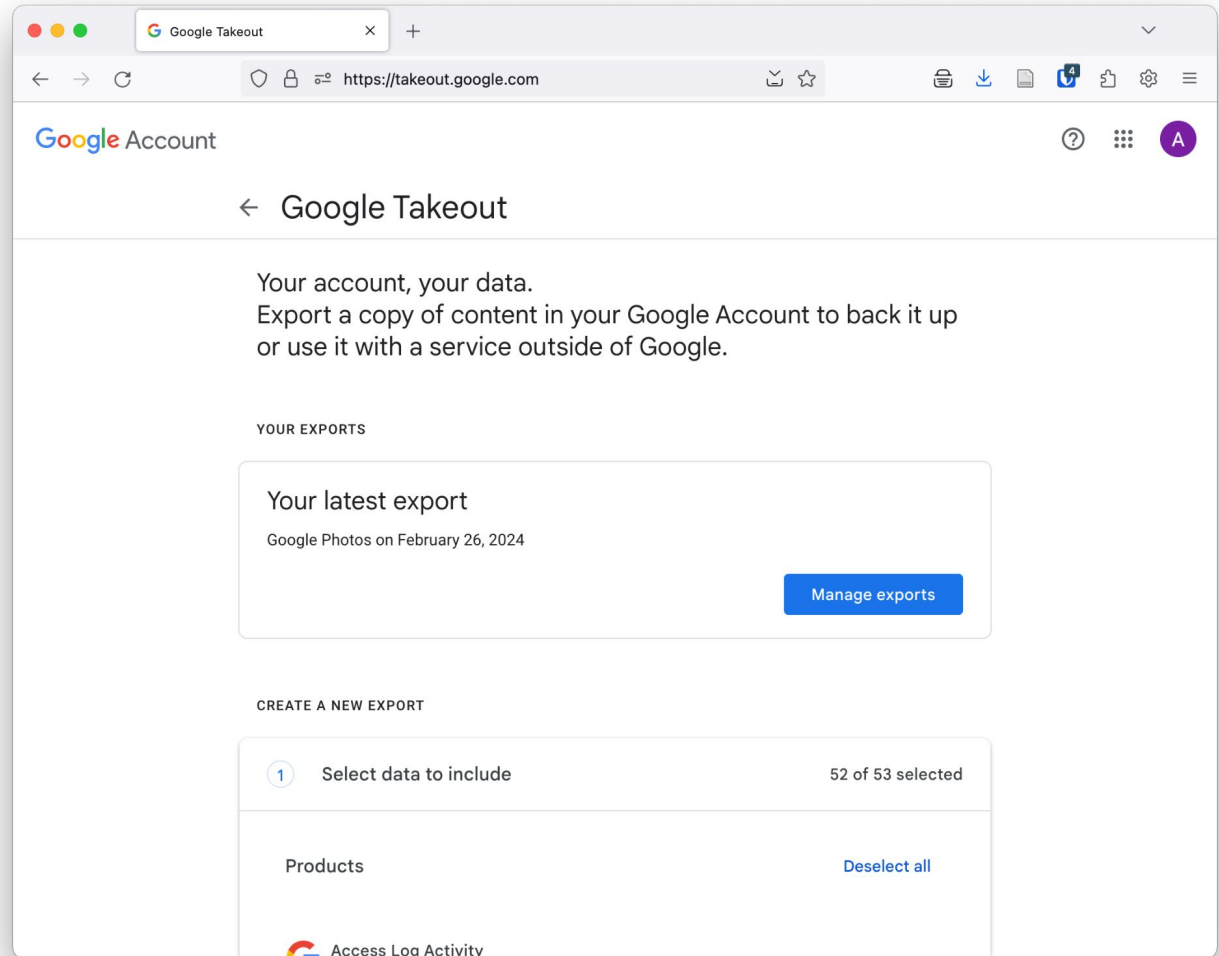 Google Takeout
https://takeout.google.com
4
Google Account
A
Google Takeout
Your account, your data.
Export a copy of content in your Google Account to back it up
or use it with a service outside of Google.
YOUR EXPORTS
Your latest export
Google Photos on February 26, 2024
Manage exports
CREATE A NEW EXPORT
1 Select data to include 52 of 53 selected
Products Deselect all
Access Log Activity